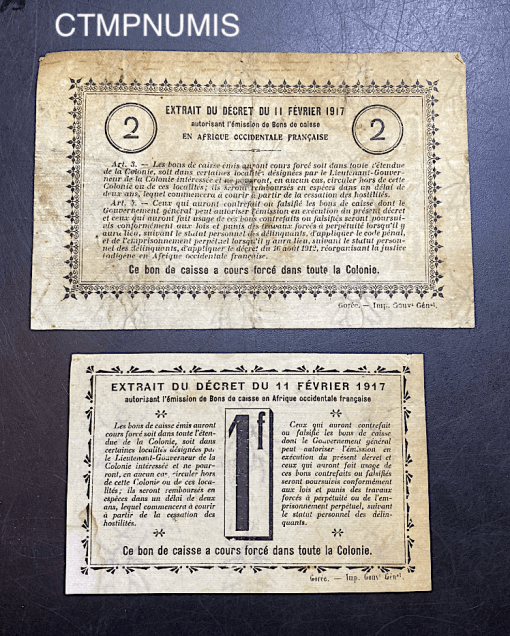 CTMPNUMIS
2
EXTRAIT DU DÉCRET DU 11 FÉVRIER 1917
autorisant l'émission de Bons de caisse
EN AFRIQUE OCCIDENTALE FRANÇAISE
2
Art. 3. — Les bons de caisse émis auront cours forcé soit dans toute l'étendue
de la Colonie, soit dans certaines localités désignées par le Lieutenant-Gouver-
neur de la Colonie intéressée et ne pourront, en aucun cas, circuler hors de cette
Colonie ou de ces localités; ils seront remboursés en espèces dans un délai de
deux ans, lequel commencera à courir à partir de la cessation des hostilités.
Ceux qui auront contrefait ou falsifié les bons de caisse dont le
Gouvernement général peut autoriser l'émission en exécution du présent décret
et ceux qui auront fait usage de ces bons contrefaits ou falsifiés seront poursui-
vis conformément aux lois et punis des travaux forcés à perpétuité lorsqu'il y
aura lieu, suivant le statut personnel des délinquants, d'appliquer le code pénal,
et de l'emprisonnement perpétuel lorsqu'il y aura lieu, suivant le statut person-
nel des délinquants, d'appliquer le décret du 16 août 1912, réorganisant la justice
indigène en Afrique occidentale française.
Ce bon de caisse a cours forcé dans toute la Colonie.
Gorée. — Imp. Gouvt Génal.
EXTRAIT DU DÉCRET DU 11 FÉVRIER 1917
autorisant l'émission de Bons de caisse en Afrique occidentale française
Les bons de caisse émis auront
cours forcé soit dans toute l'éten-
due de la Colonie, soit dans
certaines localités désignées par
le Lieutenant-Gouverneur de la
Colonie intéressée et ne pour-
ront, en aucun cas circuler hors
de cette Colonie ou de ces loca-
lités; ils seront remboursés en
espèces dans un délai de deux
ans, lequel commencera à courir
à partir de la cessation des
hostilités.
1f
Ceux qui auront contrefait
ou falsifié les bons de caisse
dont le Gouvernement général
peut autoriser l'émission en
exécution du présent décret et
ceux qui auront fait usage de
ces bons contrefaits ou falsifiés
seront poursuivis conformément
aux lois et punis des travaux
forcés à perpétuité ou de l'em-
prisonnement perpétuel, suivant
le statut personnel des délin-
quants.
Ce bon de caisse a cours forcé dans toute la Colonie.
Gorée. — Imp. Gouvt Génal.